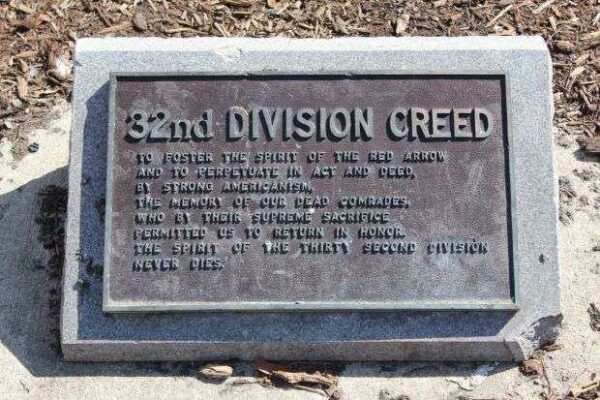 32nd DIVISION CREED
TO FOSTER THE SPIRIT OF THE RED ARROW
AND TO PERPETUATE IN ACT AND DEED,
BY STRONG AMERICANISM,
THE MEMORY OF OUR DEAD COMRADES,
WHO BY THEIR SUPREME SACRIFICE
PERMITTED US TO RETURN IN HONOR.
THE SPIRIT OF THE THIRTY SECOND DIVISION
NEVER DIES.